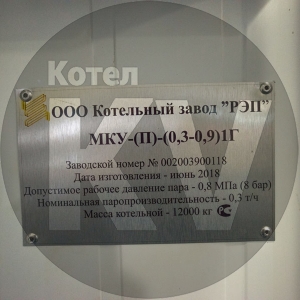 Котел
KV
ООО Котельный завод "РЭП"
МКУ-(П)-(0,3-0,9)1Г
Заводской номер № 002003900118
Дата изготовления - июнь 2018
Допустимое рабочее давление пара - 0,8 МПа (8 бар)
Номинальная паропроизводительность - 0,3 т/ч
Масса котельной - 12000 кг